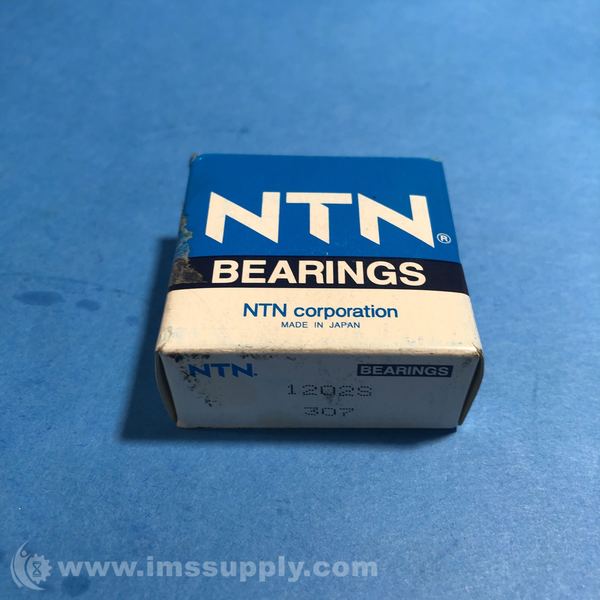 NTN®
BEARINGS
NTN corporation
MADE IN JAPAN
NTN. BEARINGS
1202S
307
www.imssupply.com